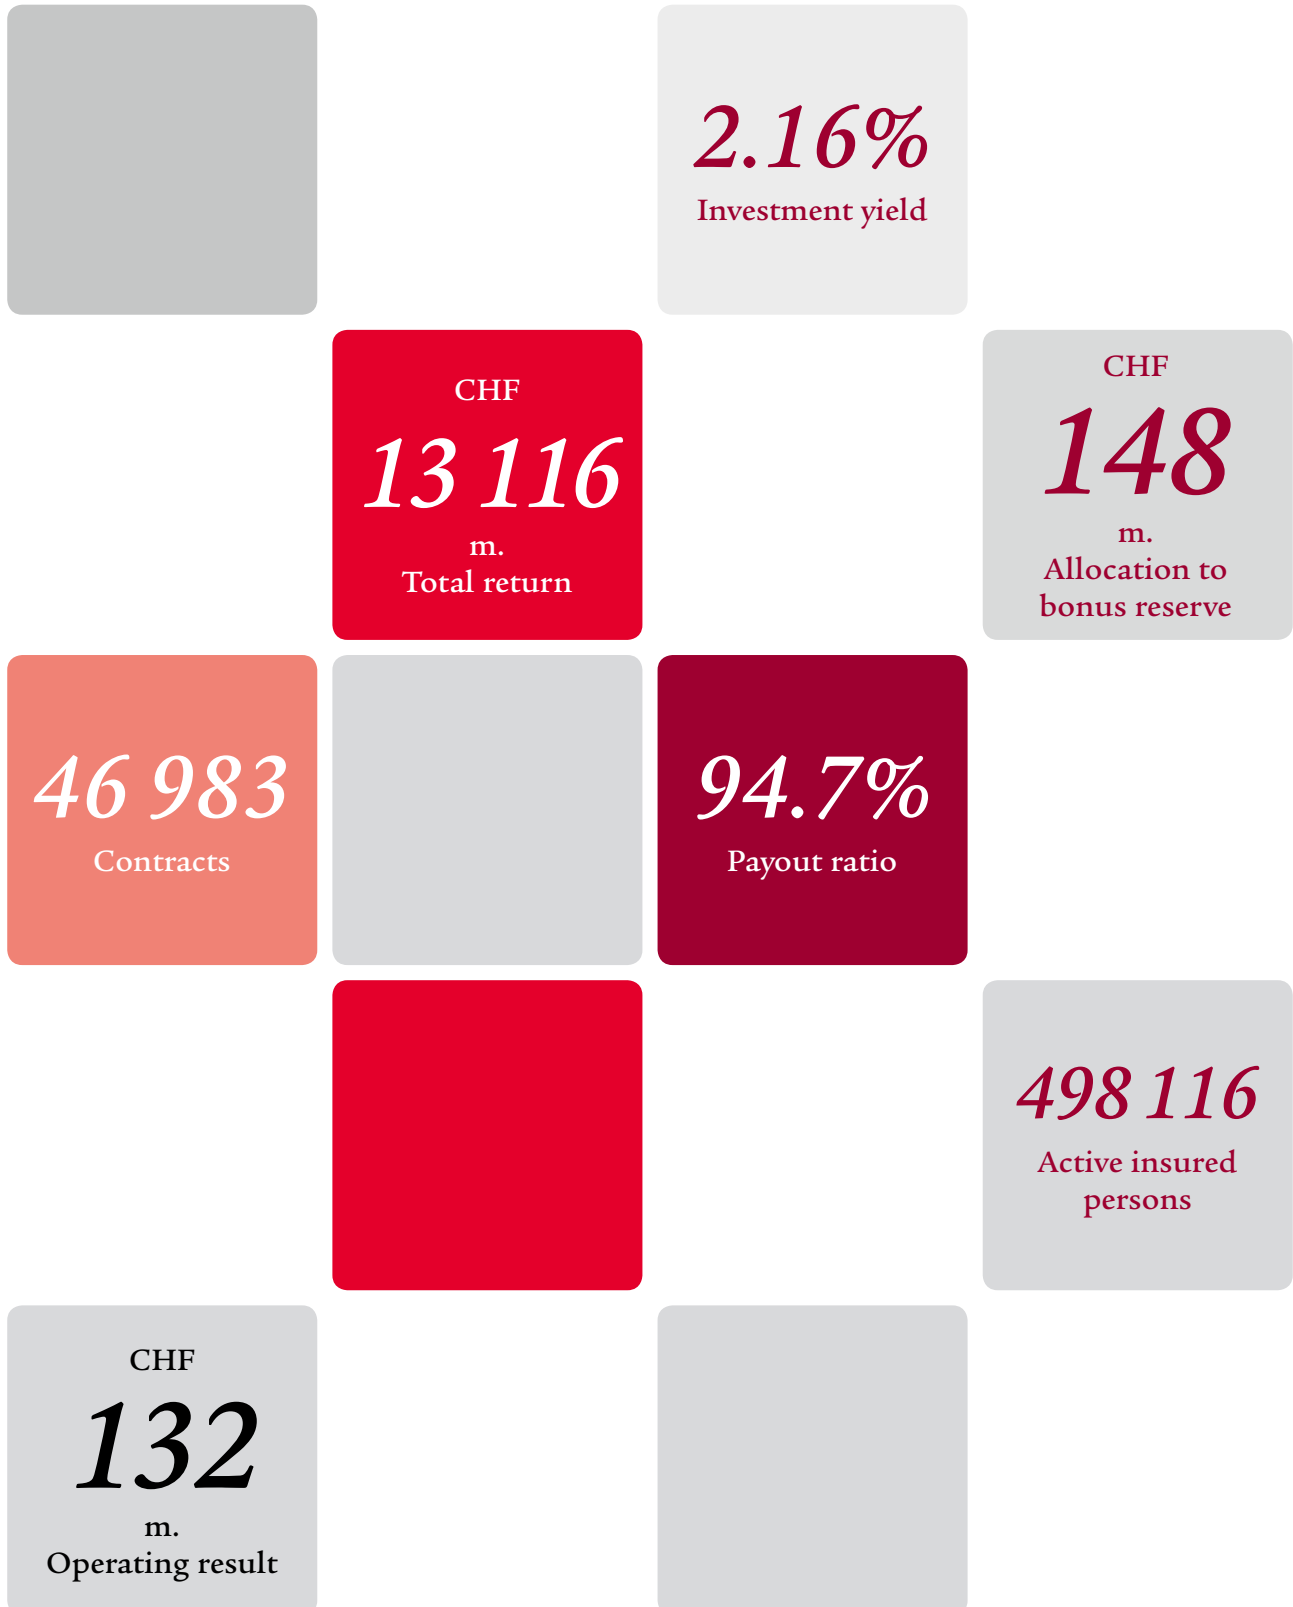 2.16%
Investment yield
CHF
13 116
m.
Total return
CHF
148
m.
Allocation to
bonus reserve
46 983
Contracts
94.7%
Payout ratio
498 116
Active insured
persons
CHF
132
m.
Operating result